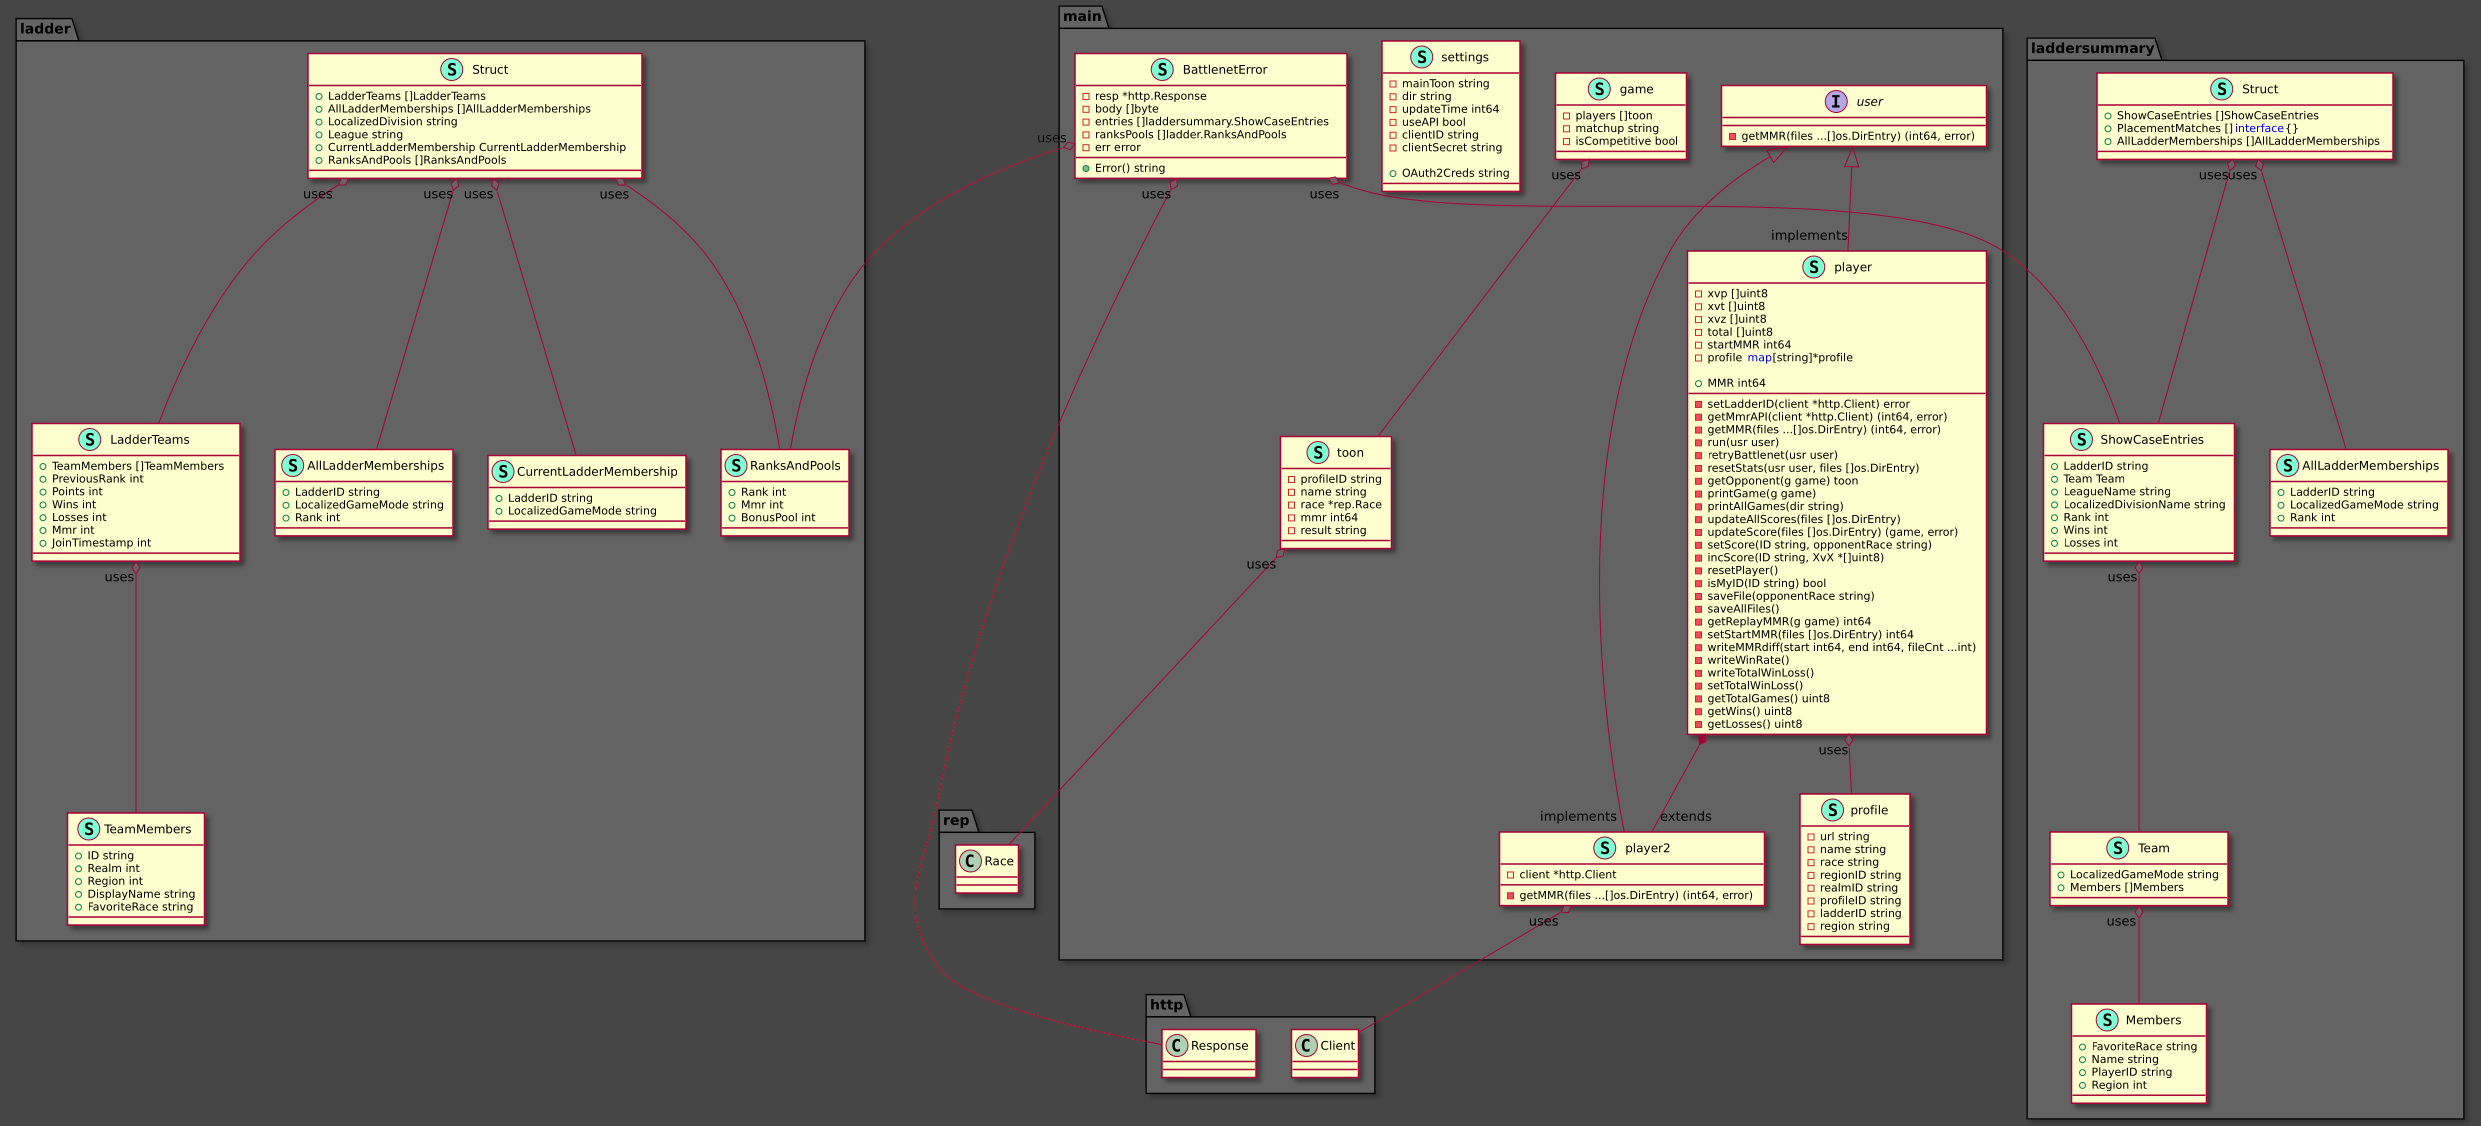 ladder
S Struct
LadderTeams []LadderTeams
AllLadderMemberships []AllLadderMemberships
LocalizedDivision string
League string
CurrentLadderMembership CurrentLadderMembership
RanksAndPools []RanksAndPools
uses
uses
uses
uses
S LadderTeams
TeamMembers []TeamMembers
PreviousRank int
Points int
Wins int
Losses int
Mmr int
JoinTimestamp int
uses
S AllLadderMemberships
LadderID string
LocalizedGameMode string
Rank int
S CurrentLadderMembership
LadderID string
LocalizedGameMode string
S RanksAndPools
Rank int
Mmr int
BonusPool int
S TeamMembers
ID string
Realm int
Region int
DisplayName string
FavoriteRace string
main
S BattlenetError
resp *http.Response
body []byte
entries []laddersummary.ShowCaseEntries
ranksPools []ladder.RanksAndPools
err error
Error() string
uses
uses
uses
S settings
mainToon string
dir string
updateTime int64
useAPI bool
clientID string
clientSecret string
OAuth2Creds string
S game
players []toon
matchup string
isCompetitive bool
uses
I user
getMMR(files ...[]os.DirEntry) (int64, error)
implements
S player
xvp []uint8
xvt []uint8
xvz []uint8
total []uint8
startMMR int64
profile map[string]*profile
MMR int64
setLadderID(client *http.Client) error
getMmrAPI(client *http.Client) (int64, error)
getMMR(files ...[]os.DirEntry) (int64, error)
run(usr user)
retryBattlenet(usr user)
resetStats(usr user, files []os.DirEntry)
getOpponent(g game) toon
printGame(g game)
printAllGames(dir string)
updateAllScores(files []os.DirEntry)
updateScore(files []os.DirEntry) (game, error)
setScore(ID string, opponentRace string)
incScore(ID string, XvX *[]uint8)
resetPlayer()
isMyID(ID string) bool
saveFile(opponentRace string)
saveAllFiles()
getReplayMMR(g game) int64
setStartMMR(files []os.DirEntry) int64
writeMMRdiff(start int64, end int64, fileCnt ...int)
writeWinRate()
writeTotalWinLoss()
setTotalWinLoss()
getTotalGames() uint8
getWins() uint8
getLosses() uint8
uses
S toon
profileID string
name string
race *rep.Race
mmr int64
result string
uses
implements
extends
S player2
client *http.Client
getMMR(files ...[]os.DirEntry) (int64, error)
uses
S profile
url string
name string
race string
regionID string
realmID string
profileID string
ladderID string
region string
rep
C Race
http
C Response
C Client
laddersummary
S Struct
ShowCaseEntries []ShowCaseEntries
PlacementMatches []interface{}
AllLadderMemberships []AllLadderMemberships
uses
uses
S ShowCaseEntries
LadderID string
Team Team
LeagueName string
LocalizedDivisionName string
Rank int
Wins int
Losses int
uses
S AllLadderMemberships
LadderID string
LocalizedGameMode string
Rank int
S Team
LocalizedGameMode string
Members []Members
uses
S Members
FavoriteRace string
Name string
PlayerID string
Region int